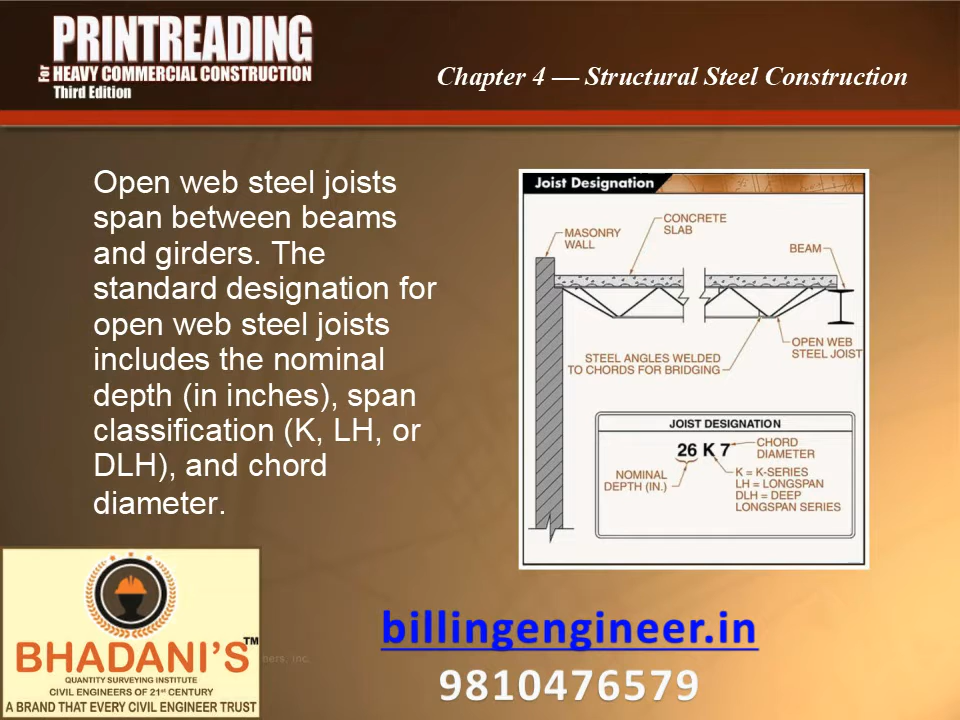 PRINTREADING
For HEAVY COMMERCIAL CONSTRUCTION
Third Edition
Chapter 4 — Structural Steel Construction
Open web steel joists
span between beams
and girders. The
standard designation for
open web steel joists
includes the nominal
depth (in inches), span
classification (K, LH, or
DLH), and chord
diameter.
Joist Designation
CONCRETE
SLAB
MASONRY
WALL
BEAM
OPEN WEB
STEEL JOIST
STEEL ANGLES WELDED
TO CHORDS FOR BRIDGING
JOIST DESIGNATION
26 K 7
CHORD
DIAMETER
NOMINAL
DEPTH (IN.)
K = K-SERIES
LH = LONGSPAN
DLH = DEEP
LONGSPAN SERIES
BHADANI'S™
QUANTITY SURVEYING INSTITUTE
CIVIL ENGINEERS OF 21st CENTURY
A BRAND THAT EVERY CIVIL ENGINEER TRUST
ners, Inc.
billingengineer.in
9810476579